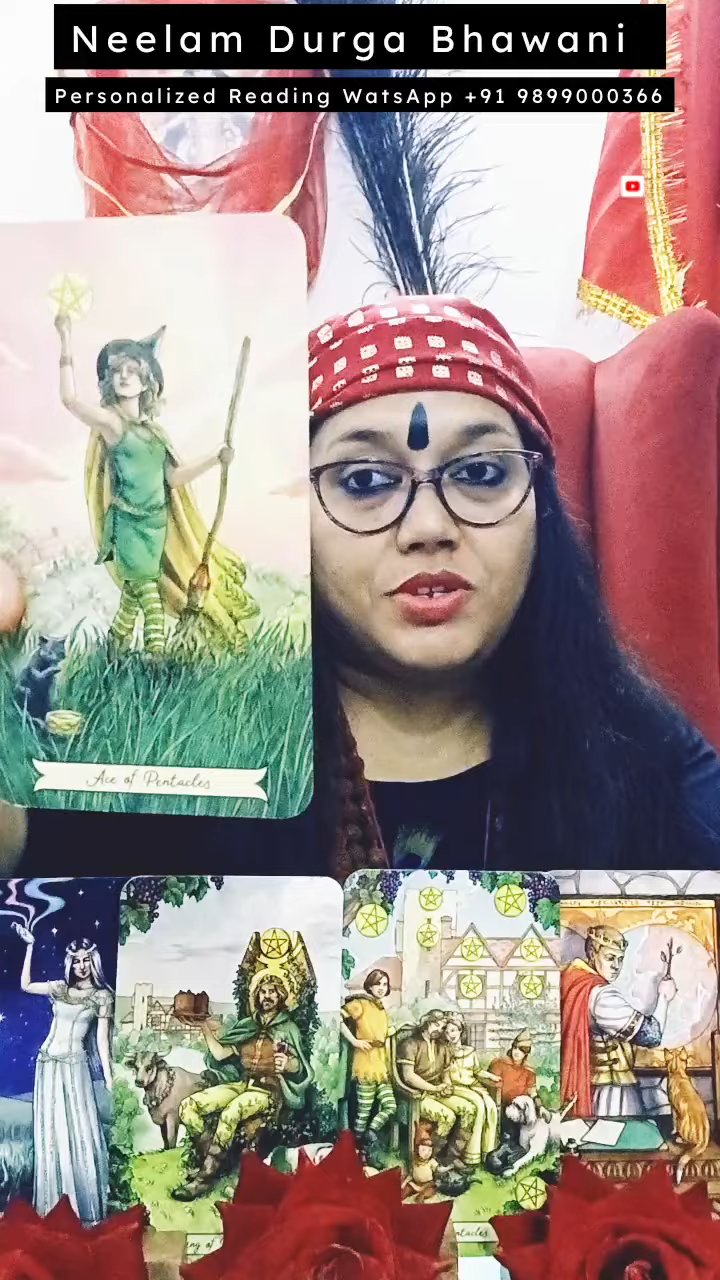 Neelam Durga Bhawani
Personalized Reading WatsApp +91 9899000366
Ace of Pentacles